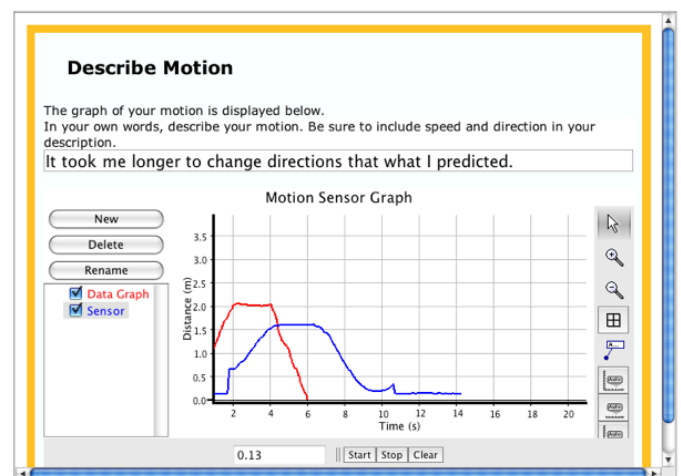 Describe Motion
The graph of your motion is displayed below.
In your own words, describe your motion. Be sure to include speed and direction in your
description.
It took me longer to change directions that what I predicted.
Motion Sensor Graph
New
Delete
Rename
Data Graph
Sensor
Distance (m)
3.5
3.0
2.5
2.0
1.5
1.0
0.5
0.0
2 4 6 8 10 12 14 16 18 20
Time (s)
A...
Auto
Auto
Auto
0.13
Start Stop Clear